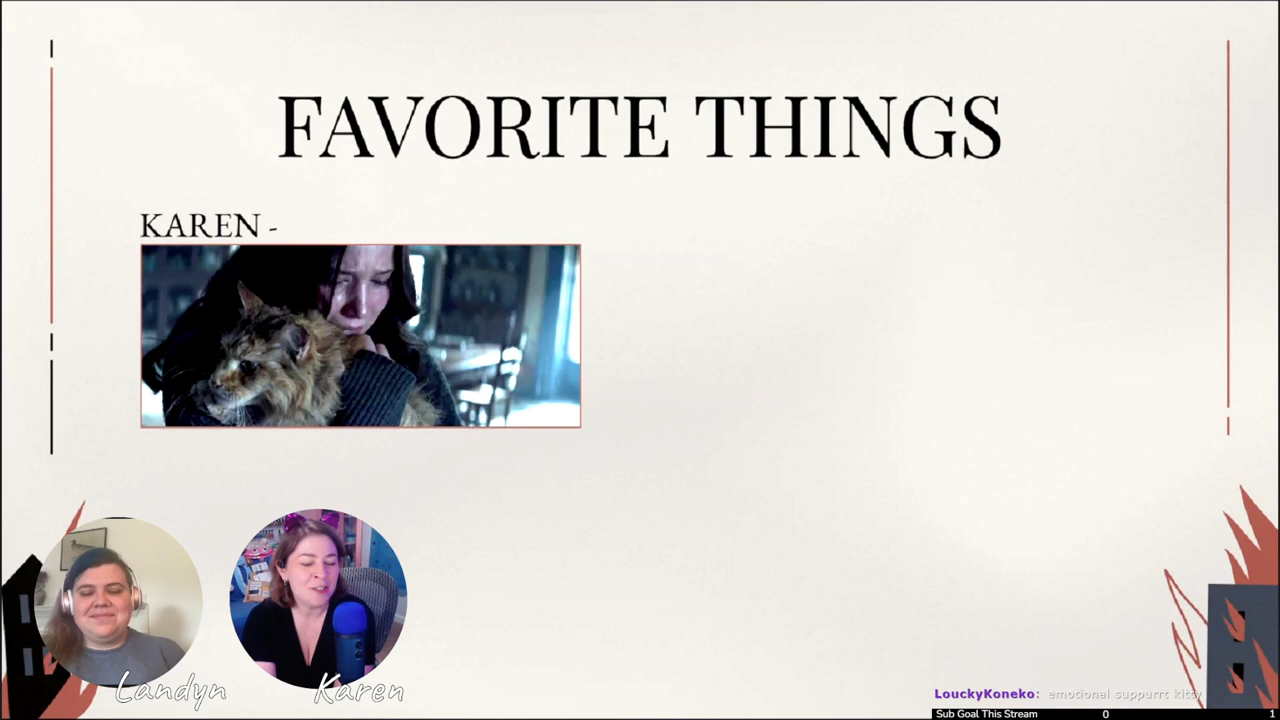 FAVORITE THINGS
KAREN -
Landyn
Karen
LouckyKoneko: emotional suppurrt kitty
Sub Goal This Stream 0 1